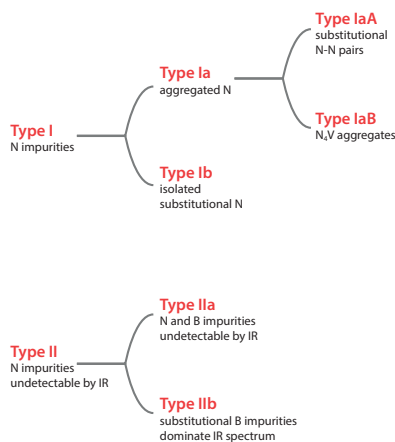 Type IaA
substitutional
N-N pairs
Type Ia
aggregated N
Type IaB
N₄V aggregates
Type I
N impurities
Type Ib
isolated
substitutional N
Type IIa
N and B impurities
undetectable by IR
Type II
N impurities
undetectable by IR
Type IIb
substitutional B impurities
dominate IR spectrum